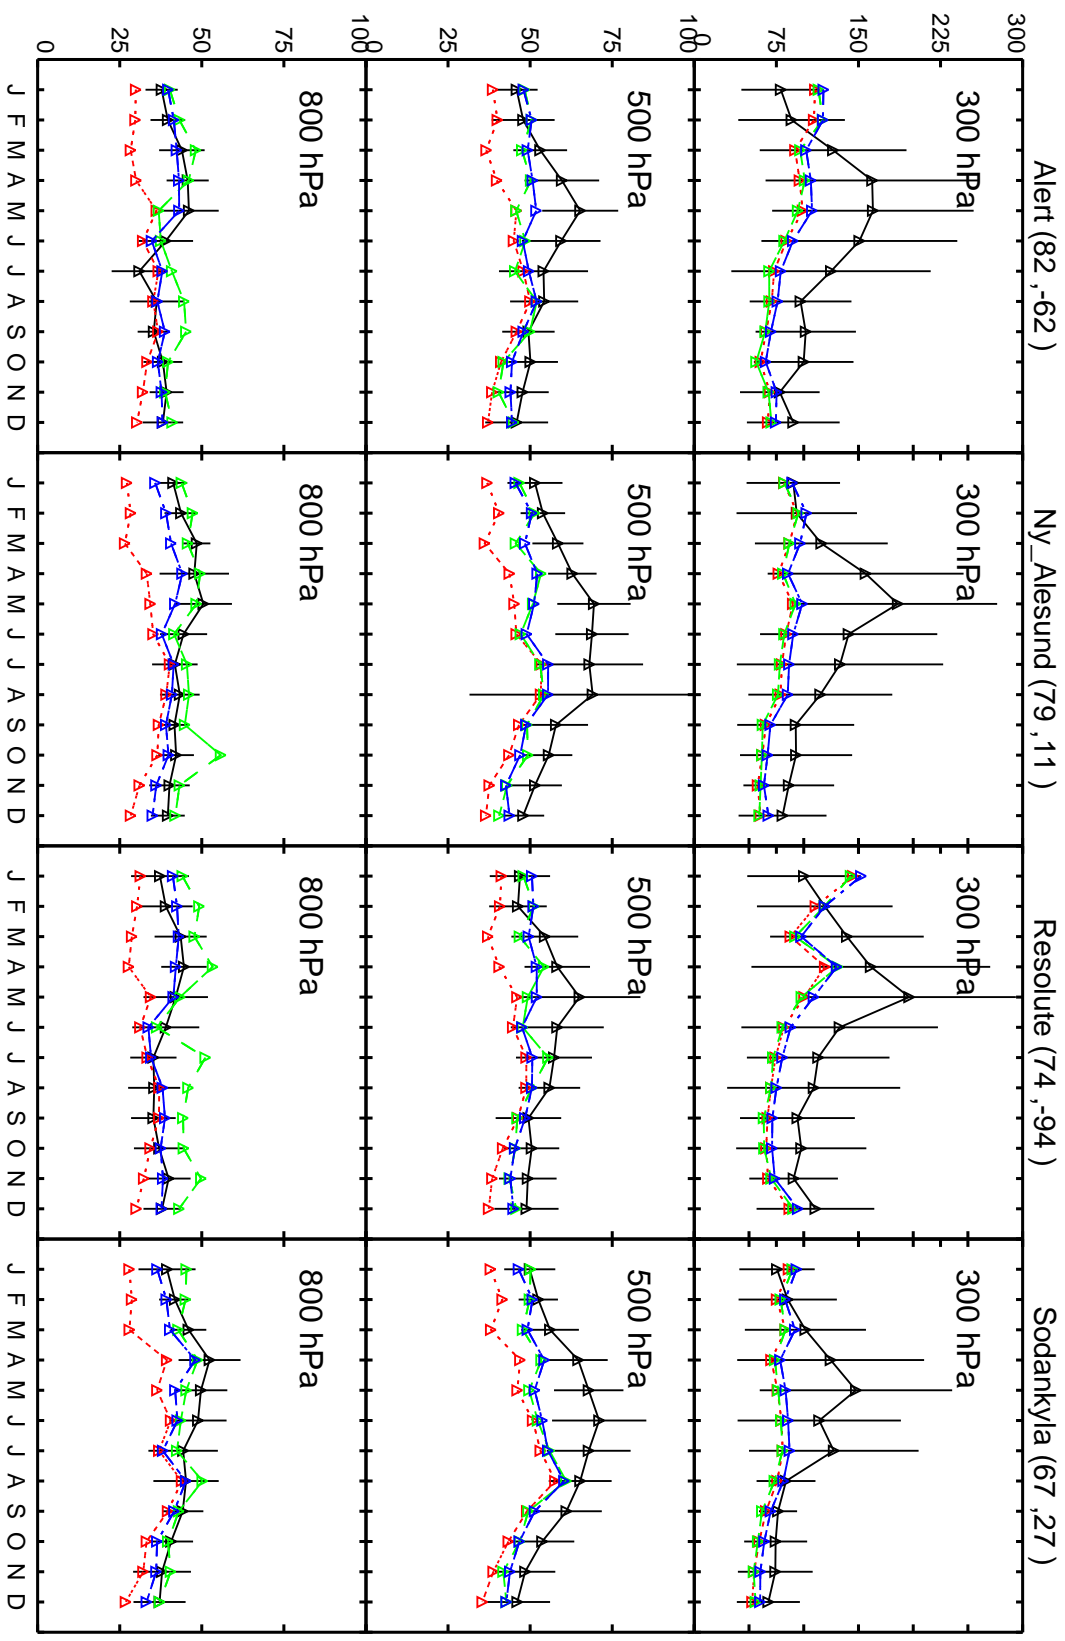 Alert (82 ,-62 )
Ny_Alesund (79 ,11 )
Resolute (74 ,-94 )
Sodankyla (67 ,27 )
300
225
150
75
0
300 hPa
300 hPa
300 hPa
300 hPa
100
75
50
25
0
500 hPa
500 hPa
500 hPa
500 hPa
100
75
50
25
0
800 hPa
800 hPa
800 hPa
800 hPa
J F M A M J J A S O N D
J F M A M J J A S O N D
J F M A M J J A S O N D
J F M A M J J A S O N D